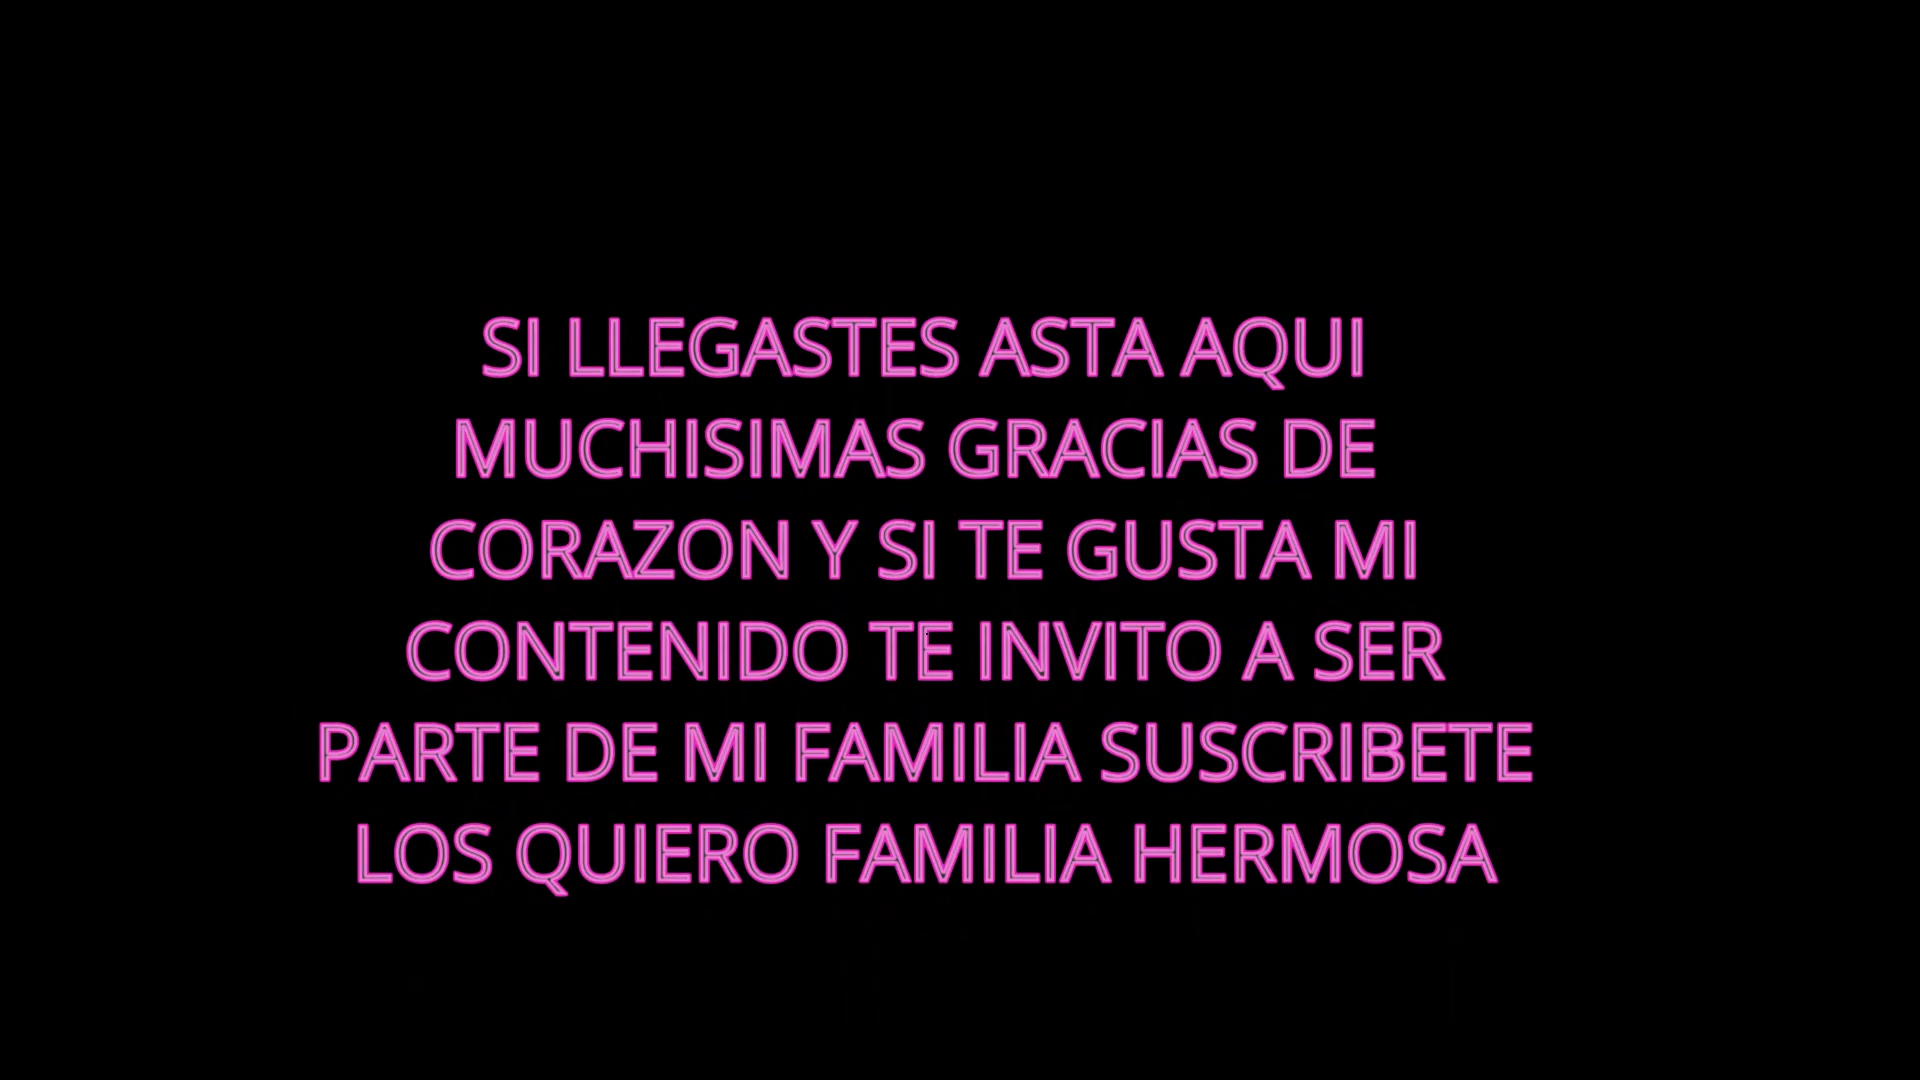 SI LLEGASTES ASTA AQUI
MUCHISIMAS GRACIAS DE
CORAZON Y SI TE GUSTA MI
CONTENIDO TE INVITO A SER
PARTE DE MI FAMILIA SUSCRIBETE
LOS QUIERO FAMILIA HERMOSA